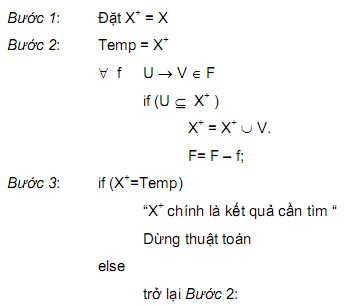 Bước 1: Đặt X⁺ = X
Bước 2: Temp = X⁺
∀ f U → V ∈ F
if (U ⊆ X⁺ )
X⁺ = X⁺ ∪ V.
F= F – f;
Bước 3: if (X⁺=Temp)
“X⁺ chính là kết quả cần tìm “
Dừng thuật toán
else
trở lại Bước 2: